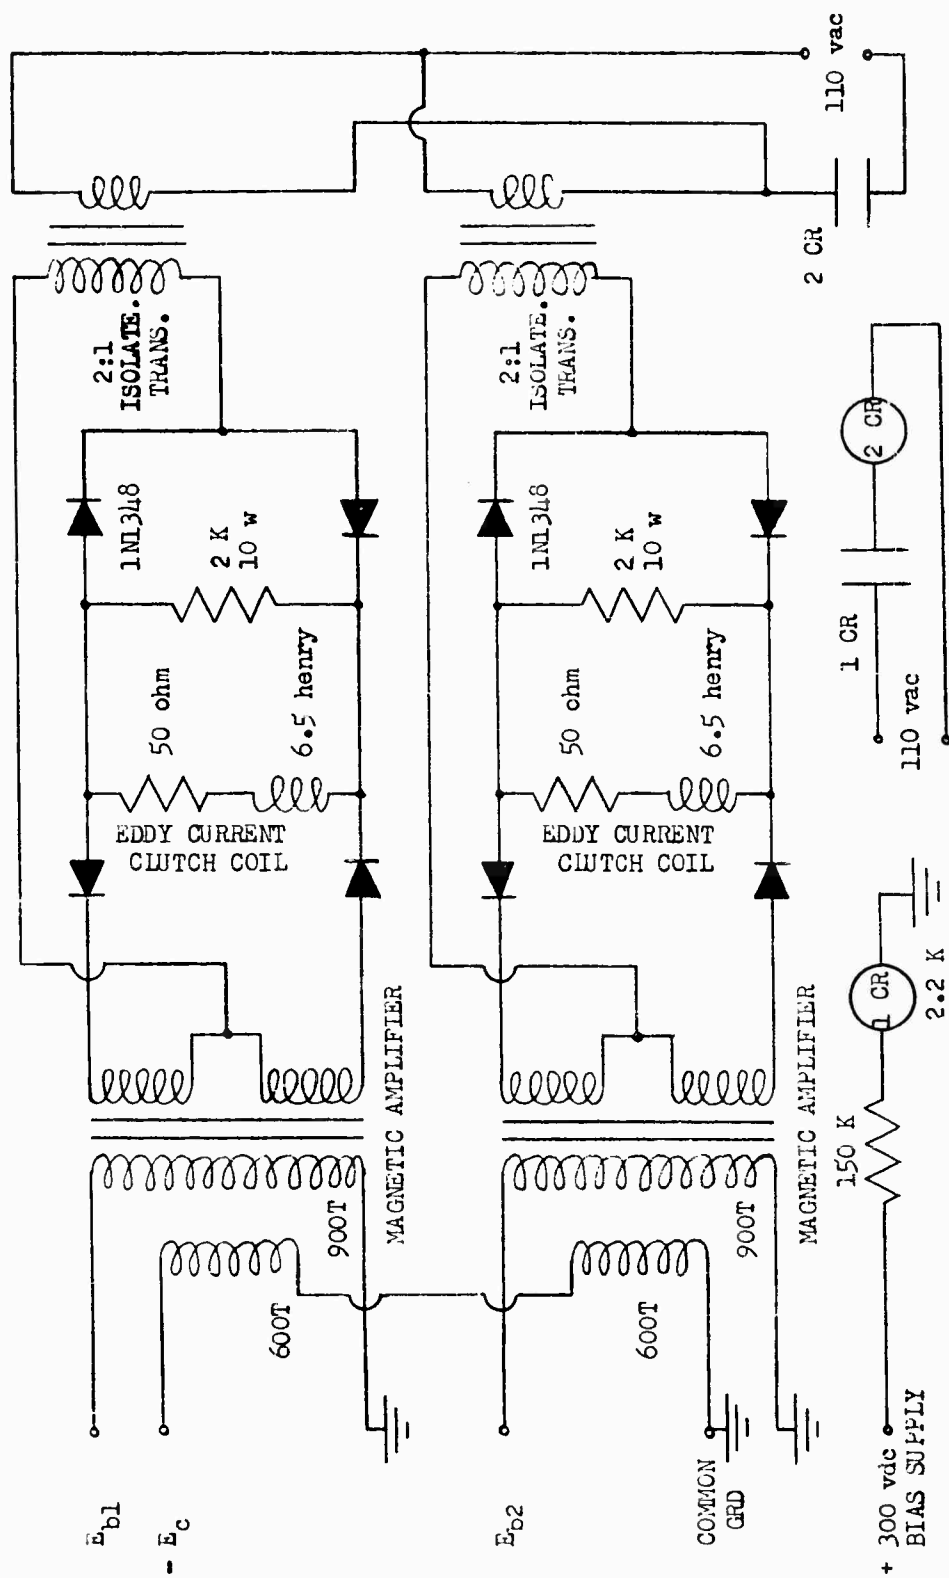 E_b1
- E_c
600T
900T
MAGNETIC AMPLIFIER
EDDY CURRENT
CLUTCH COIL
50 ohm
6.5 henry
2 K
10 w
1N1348
2:1
ISOLATE.
TRANS.
E_b2
COMMON
GRD
600T
900T
MAGNETIC AMPLIFIER
EDDY CURRENT
CLUTCH COIL
50 ohm
6.5 henry
2 K
10 w
1N1348
2:1
ISOLATE.
TRANS.
2 CR
110 vac
+ 300 vdc
BIAS SUPPLY
150 K
1 CR
2.2 K
110 vac
1 CR
2 CR